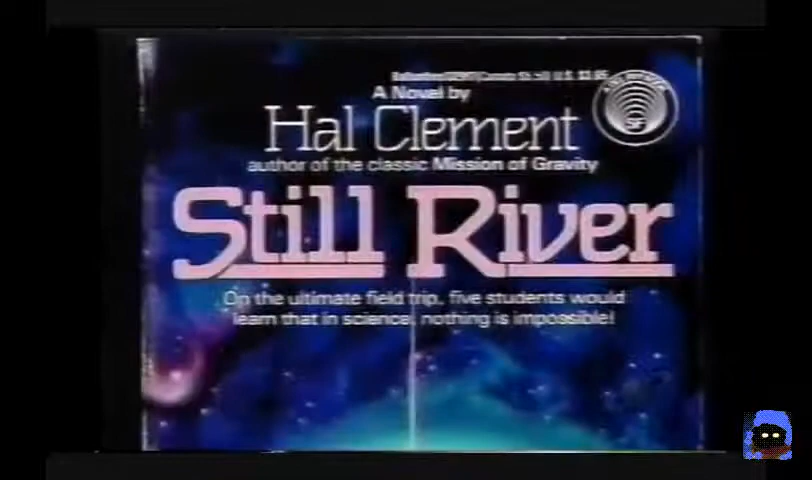 A Novel by
Hal Clement
SF
author of the classic Mission of Gravity
Still River
On the ultimate field trip, five students would
learn that in science, nothing is impossible!